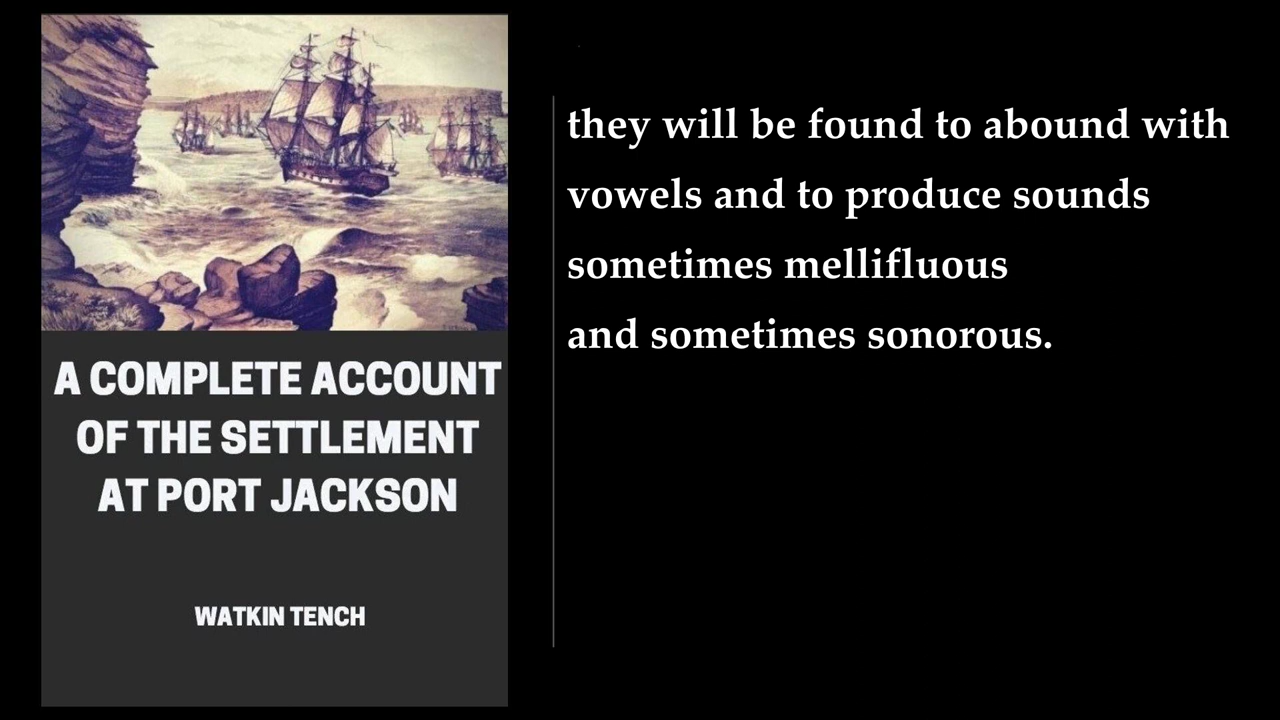 A COMPLETE ACCOUNT
OF THE SETTLEMENT
AT PORT JACKSON
WATKIN TENCH
they will be found to abound with
vowels and to produce sounds
sometimes mellifluous
and sometimes sonorous.